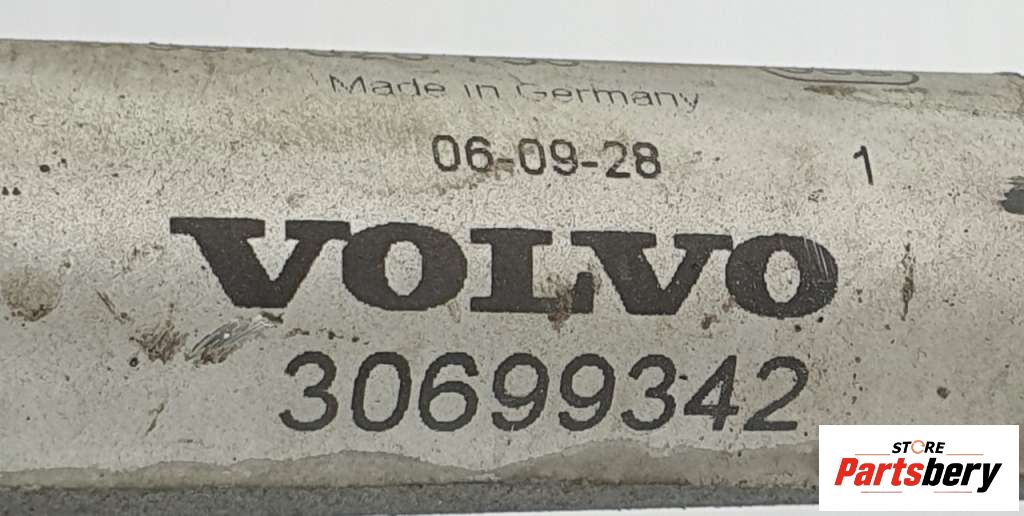 Made in Germany
06-09-28 1
VOLVO
30699342
STORE
Partsbery